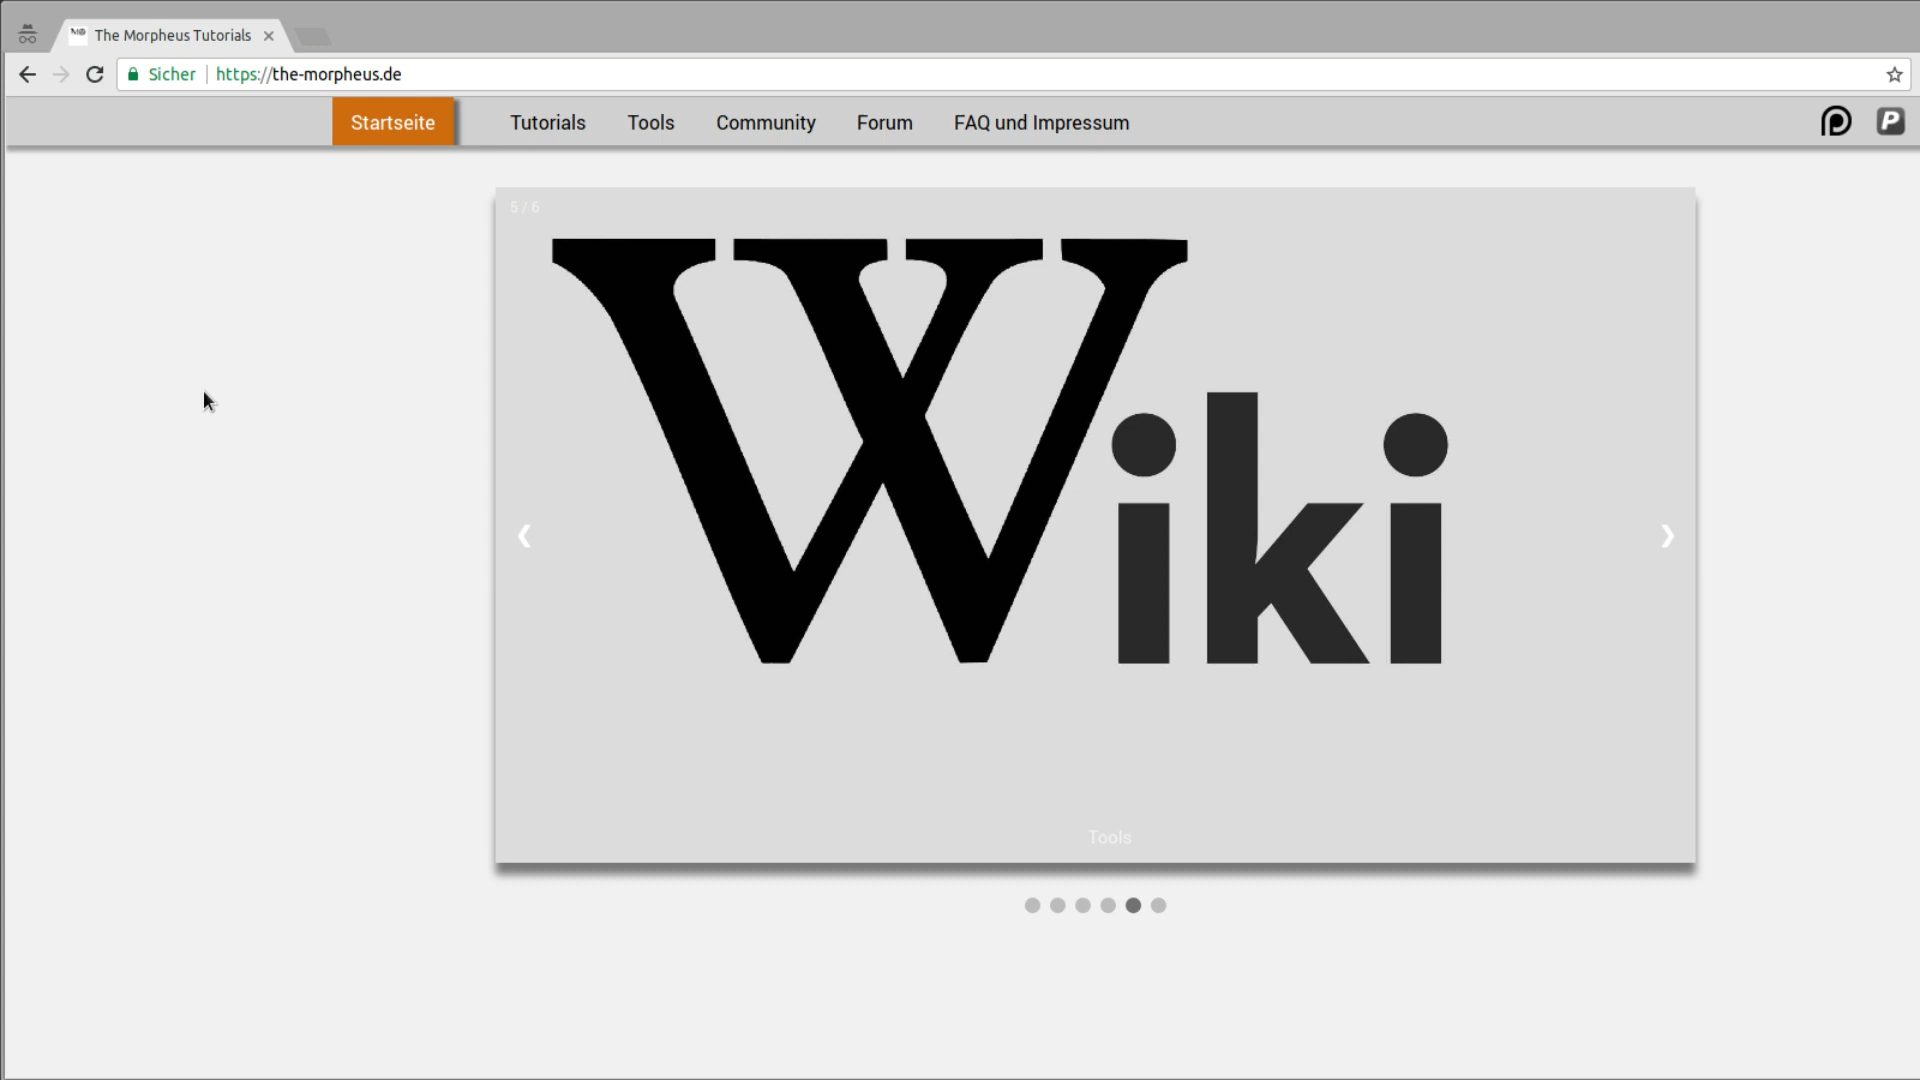 The Morpheus Tutorials
Sicher https://the-morpheus.de
Startseite Tutorials Tools Community Forum FAQ und Impressum
5 / 6
Wiki
Tools